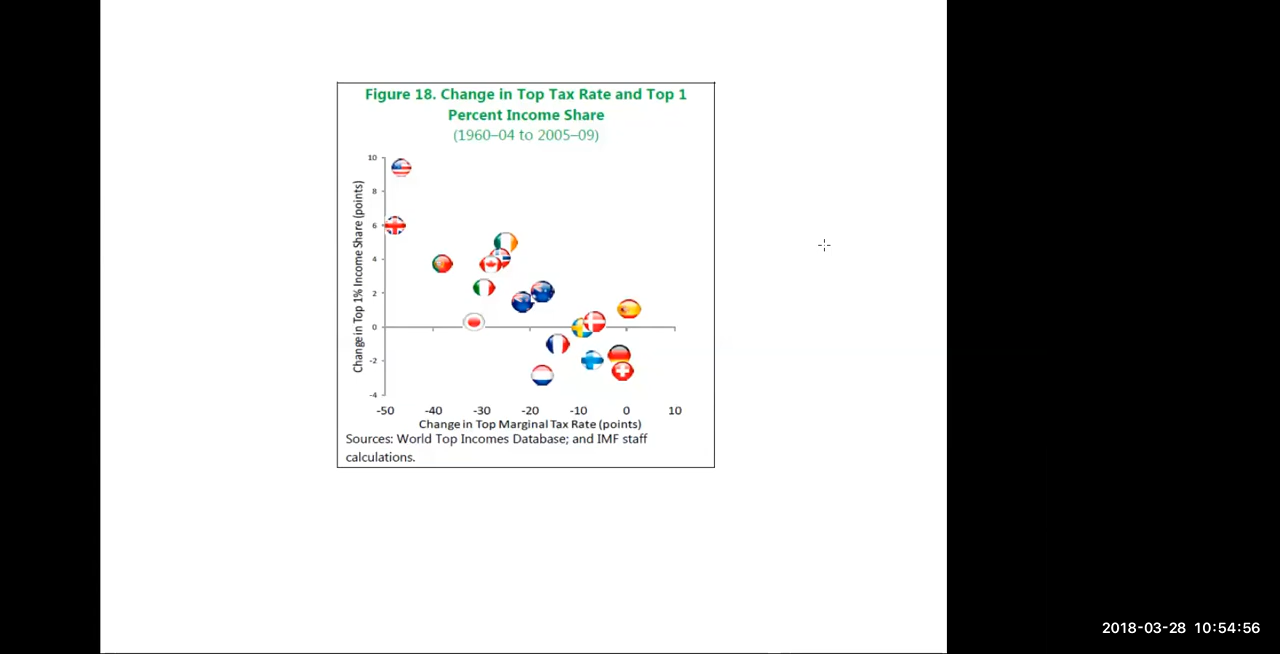 Figure 18. Change in Top Tax Rate and Top 1
Percent Income Share
(1960–04 to 2005–09)
Change in Top 1% Income Share (points)
10
8
6
4
2
0
-2
-4
-50 -40 -30 -20 -10 0 10
Change in Top Marginal Tax Rate (points)
Sources: World Top Incomes Database; and IMF staff
calculations.
2018-03-28 10:54:56